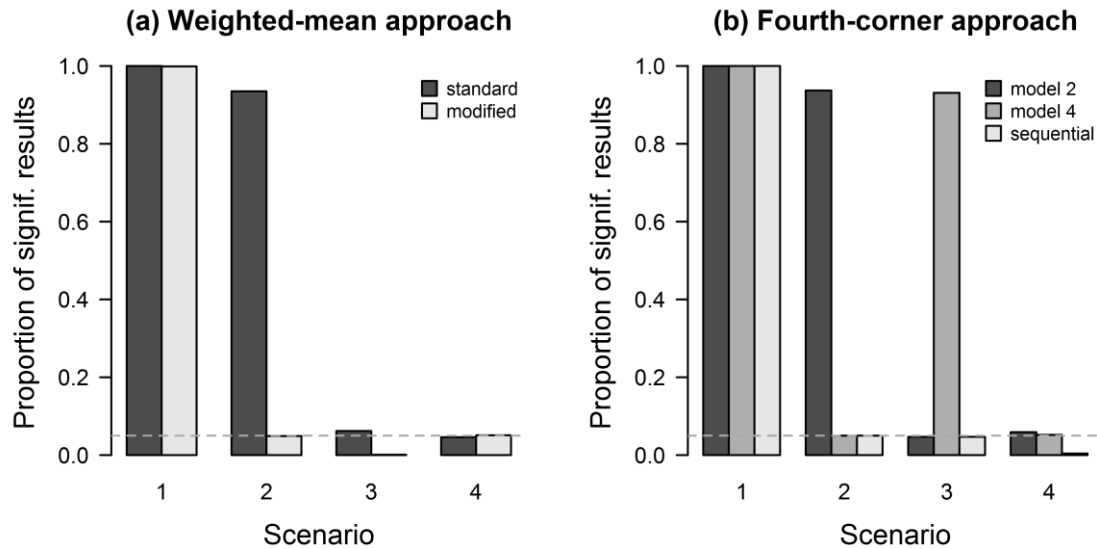 (a) Weighted-mean approach
Proportion of signif. results
1.0
0.8
0.6
0.4
0.2
0.0
standard
modified
1 2 3 4
Scenario
(b) Fourth-corner approach
Proportion of signif. results
1.0
0.8
0.6
0.4
0.2
0.0
model 2
model 4
sequential
1 2 3 4
Scenario